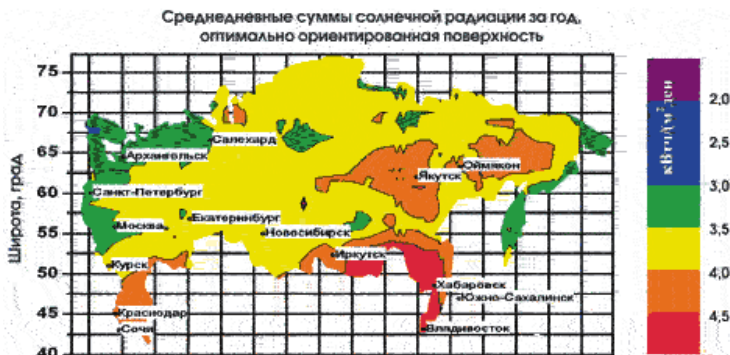 Среднедневные суммы солнечной радиации за год,
оптимально ориентированная поверхность
Широта, град
75
70
65
60
55
50
45
40
Салехард
Архангольск
Оймякон
Якутск
Санкт-Петербург
Екатеринбург
Москва
Новосибирск
Иркутск
Курск
Хабаровск
Южно-Сахалинск
Краснодар
Сочи
Владивосток
кВтч/(м² ден
2,0
2,5
3,0
3,5
4,0
4,5